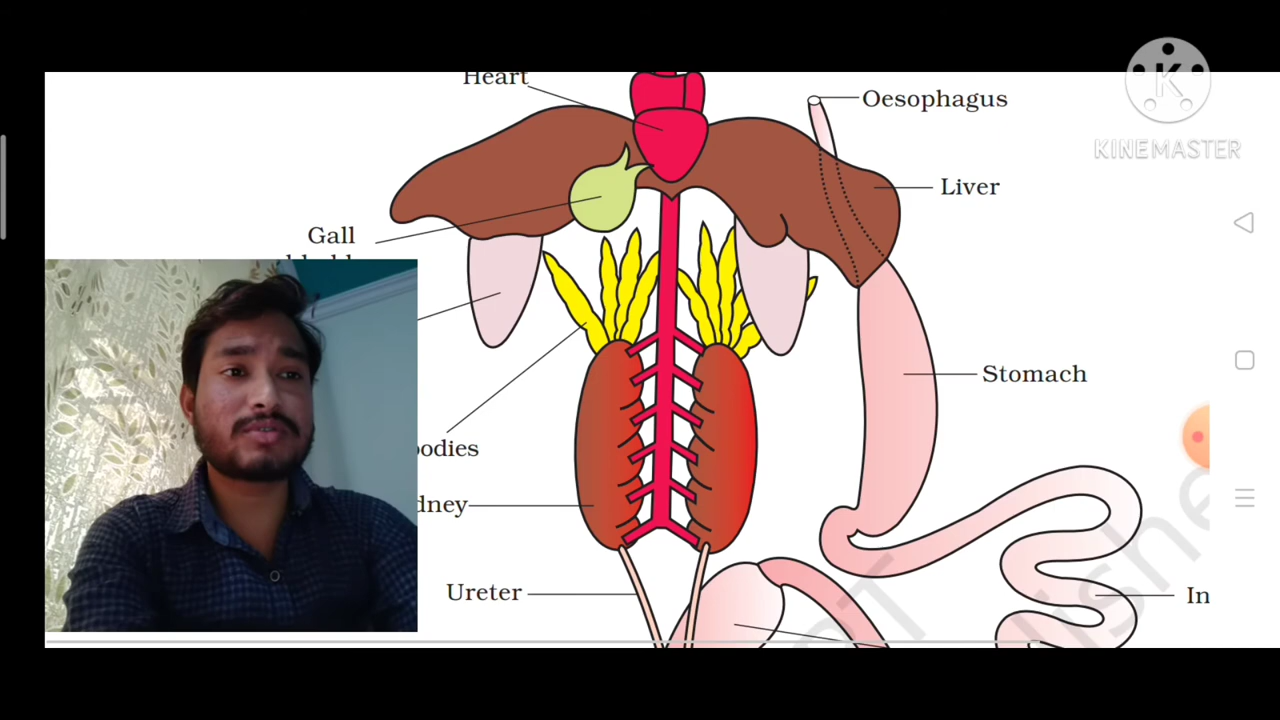 Heart
Oesophagus
KINEMASTER
Liver
Gall
Stomach
odies
dney
Ureter
In